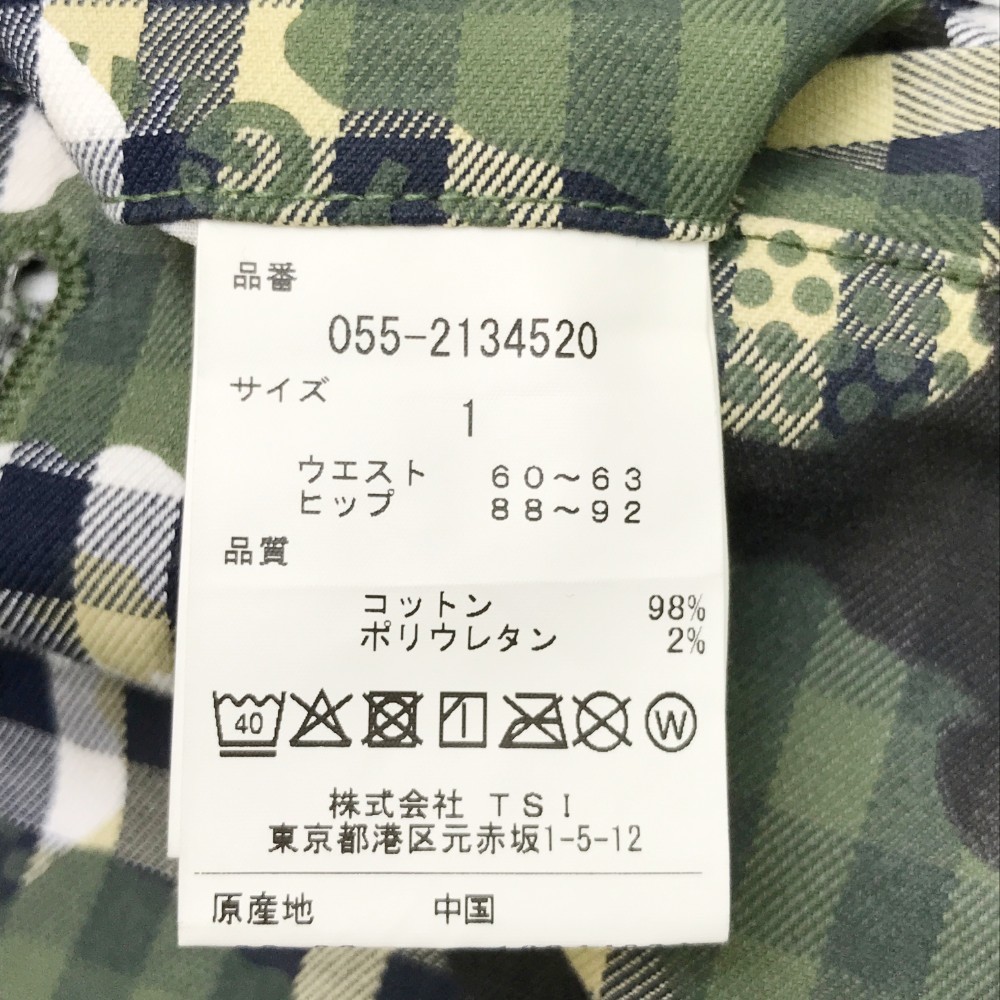 品番
055-2134520
サイズ
1
ウエスト 60～63
ヒップ 88～92
品質
コットン 98%
ポリウレタン 2%
40 W
株式会社 TSI
東京都港区元赤坂1-5-12
原産地 中国